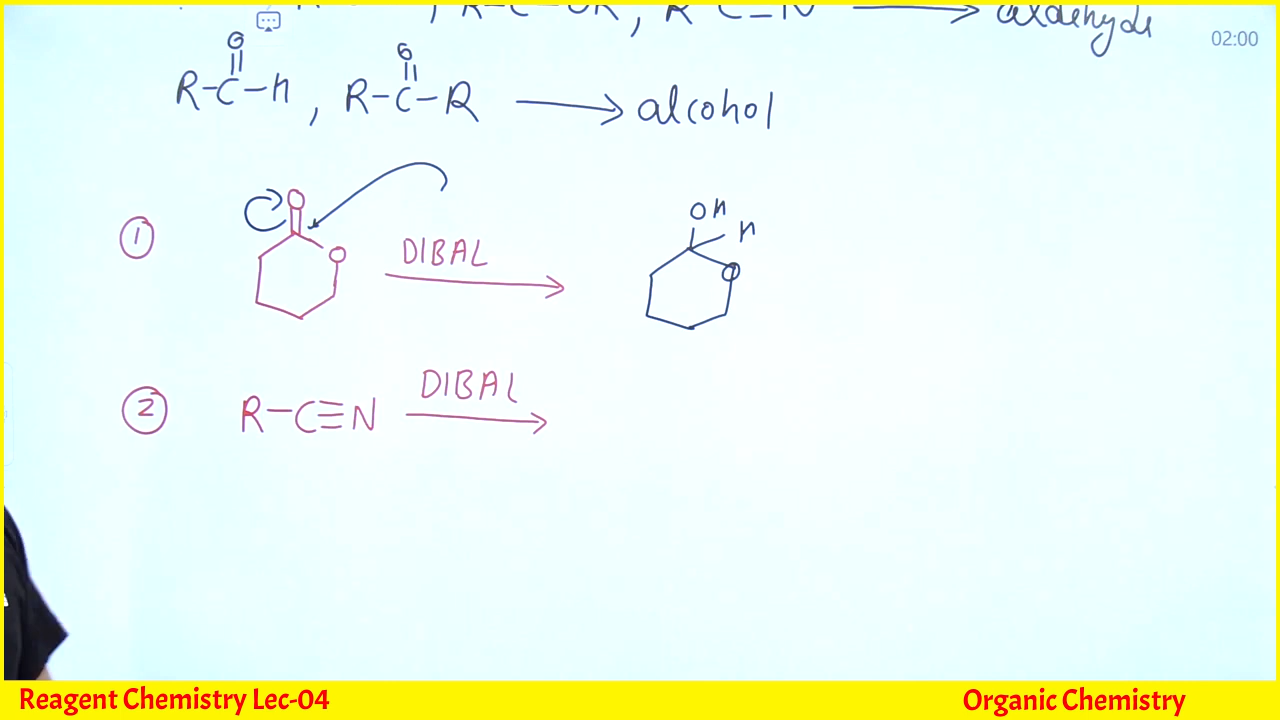 aldehyde
02:00
O O
R-C-H , R-C-R → alcohol
① O O DIBAL → OH H O
② R-C≡N DIBAL →
Reagent Chemistry Lec-04
Organic Chemistry